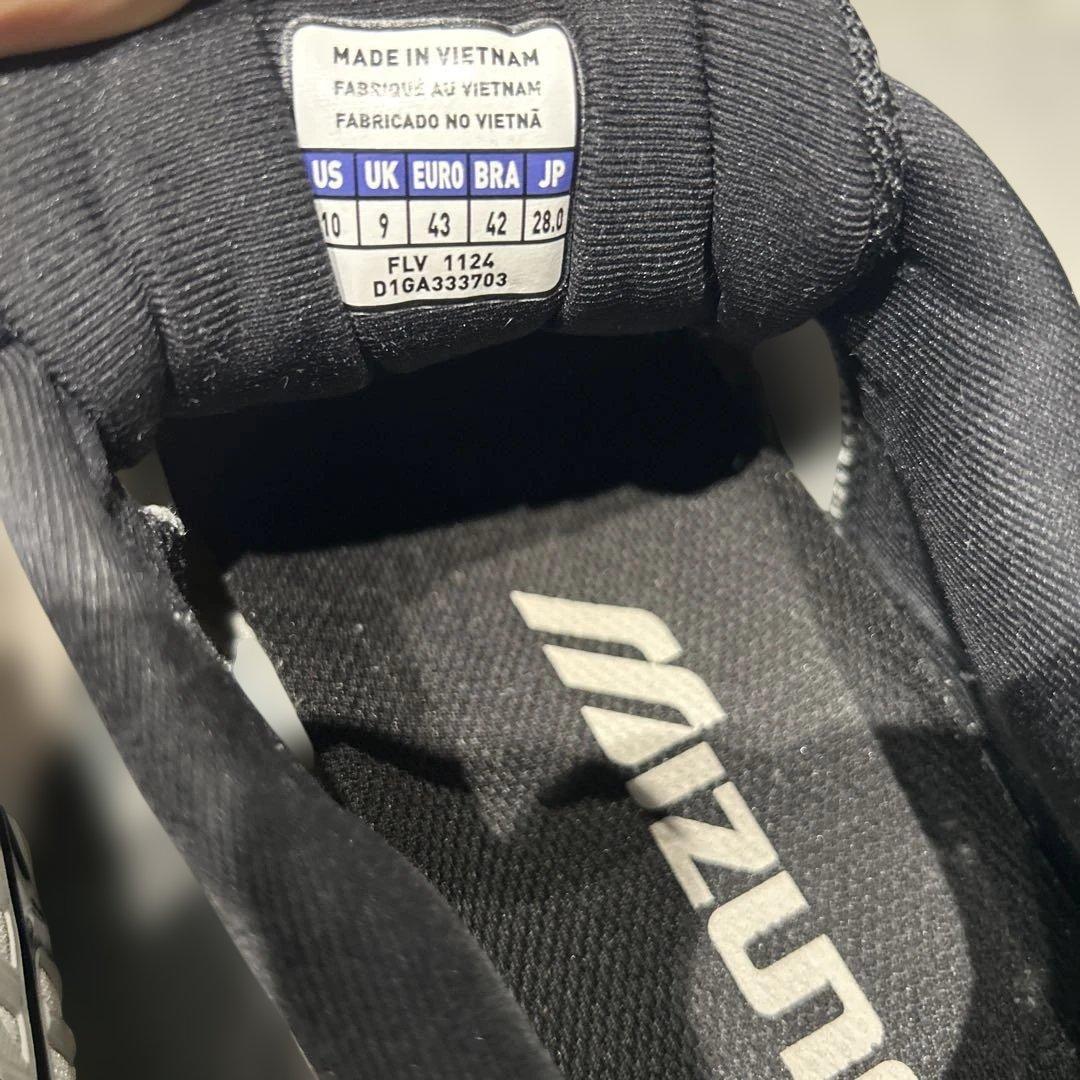 MADE IN VIETNAM
FABRIQUÉ AU VIETNAM
FABRICADO NO VIETNÃ
US UK EURO BRA JP
10 9 43 42 28.0
FLV 1124
D1GA333703
MIZUNO